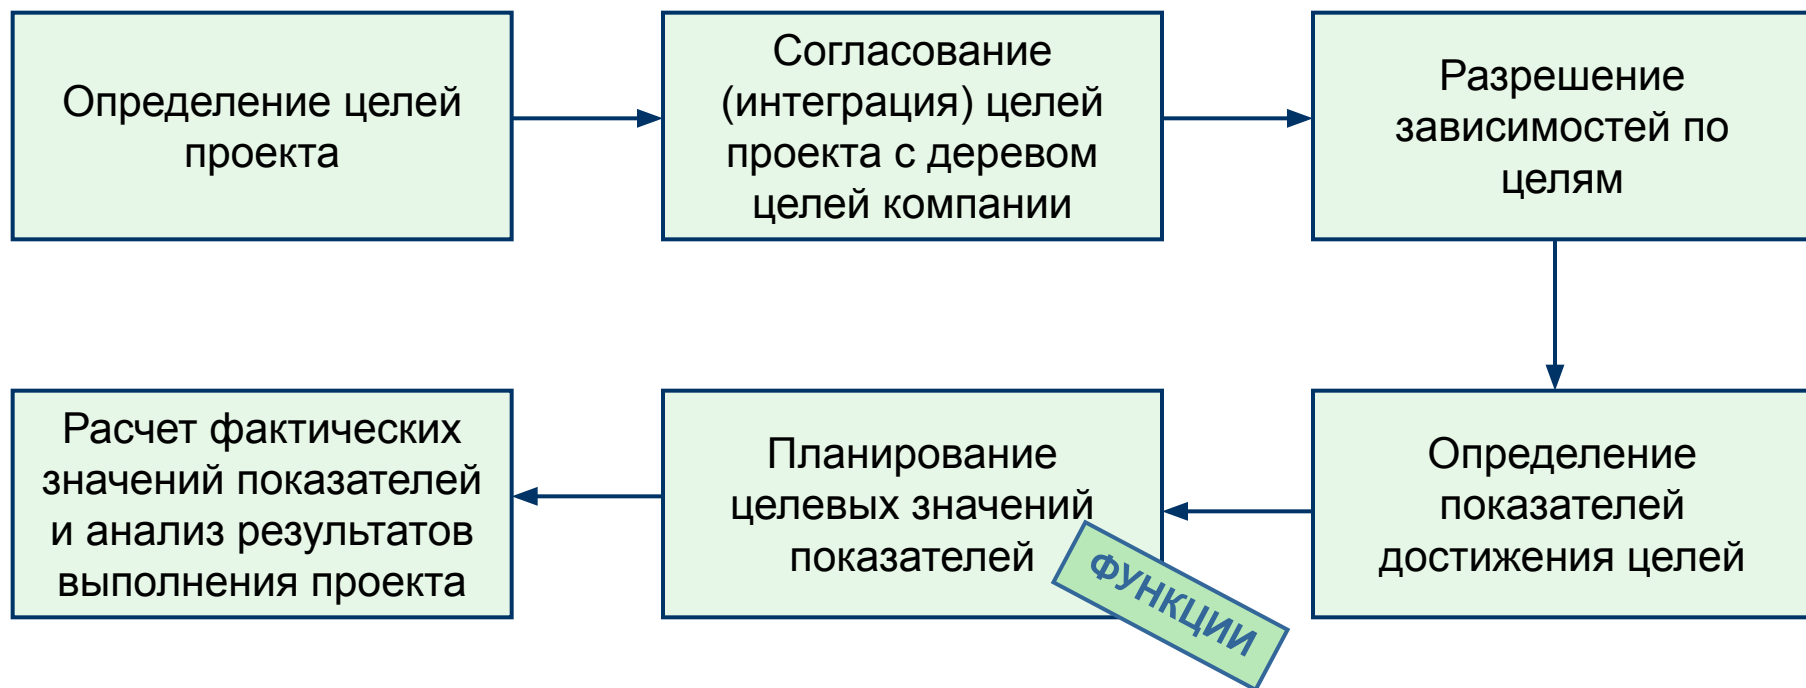 Определение целей
проекта
Согласование
(интеграция) целей
проекта с деревом
целей компании
Разрешение
зависимостей по
целям
Расчет фактических
значений показателей
и анализ результатов
выполнения проекта
Планирование
целевых значений
показателей
Определение
показателей
достижения целей
ФУНКЦИИ